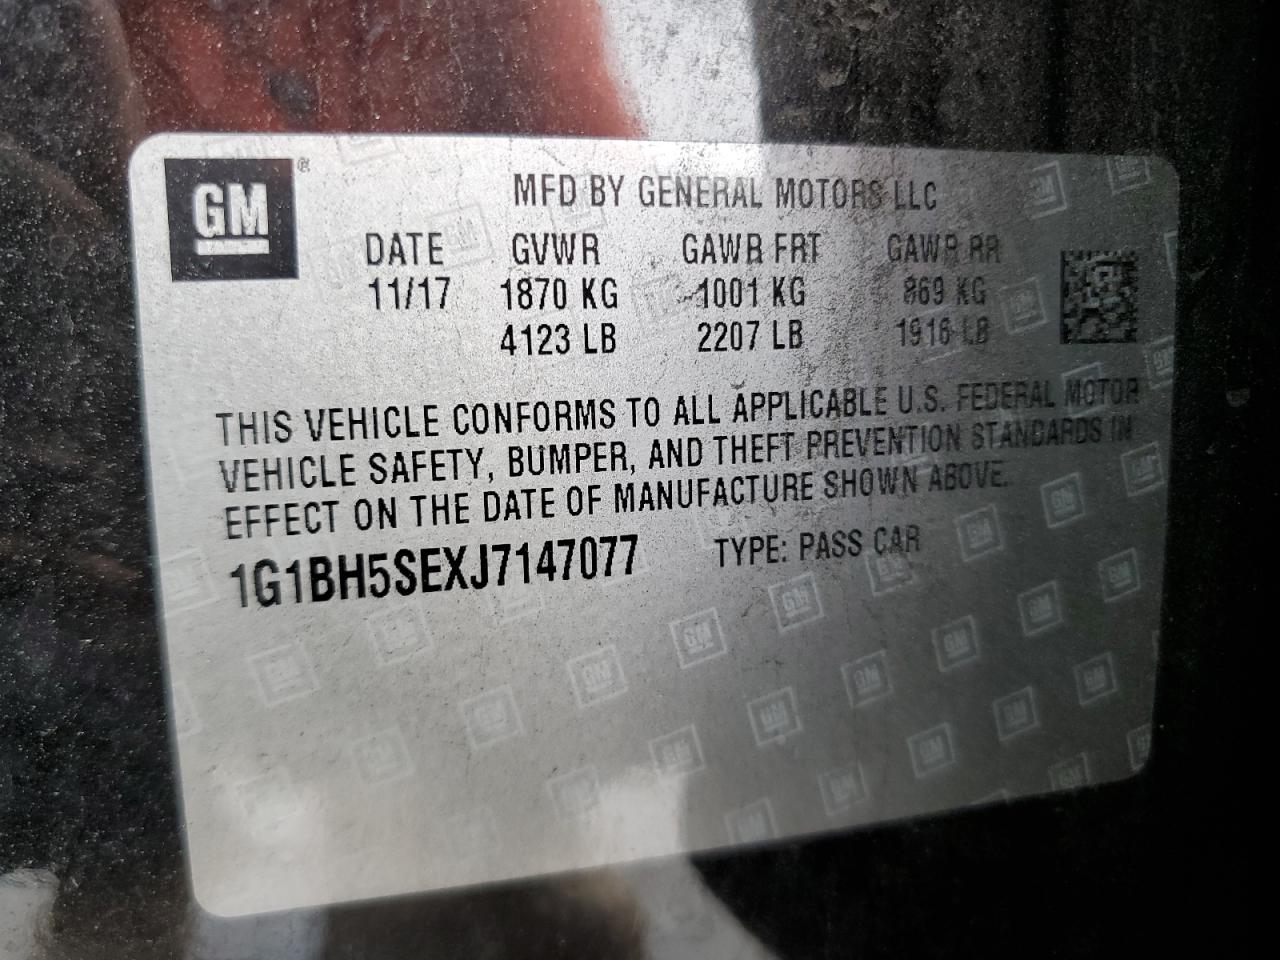 GM
MFD BY GENERAL MOTORS LLC
DATE GVWR GAWR FRT GAWR RR
11/17 1870 KG 1001 KG 869 KG
4123 LB 2207 LB 1916 LB
THIS VEHICLE CONFORMS TO ALL APPLICABLE U.S. FEDERAL MOTOR
VEHICLE SAFETY, BUMPER, AND THEFT PREVENTION STANDARDS IN
EFFECT ON THE DATE OF MANUFACTURE SHOWN ABOVE.
1G1BH5SEXJ7147077 TYPE: PASS CAR